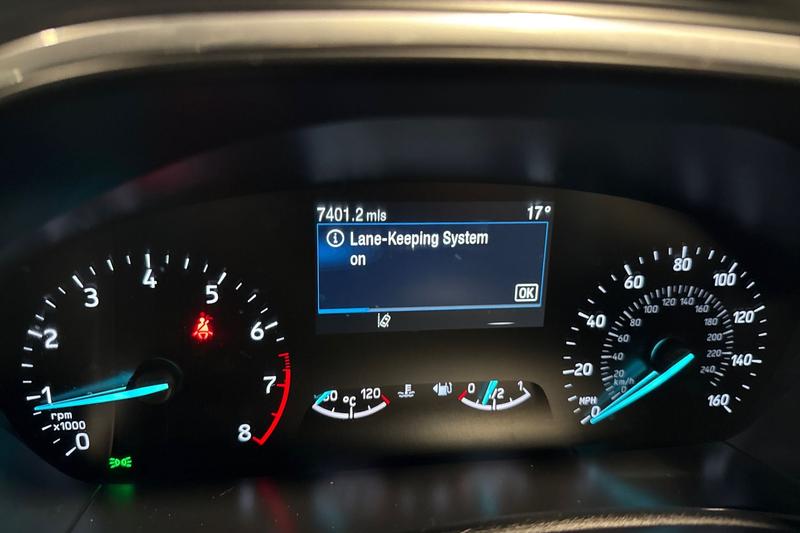 7401.2 mls 17°
Lane-Keeping System
on
OK
0 1 2 3 4 5 6 7 8
rpm
x1000
120
°C
0 1/2 1
0 20 40 60 80 100 120 140 160
MPH
20 40 60 80 100 120 140 160 180 200 220 240
km/h